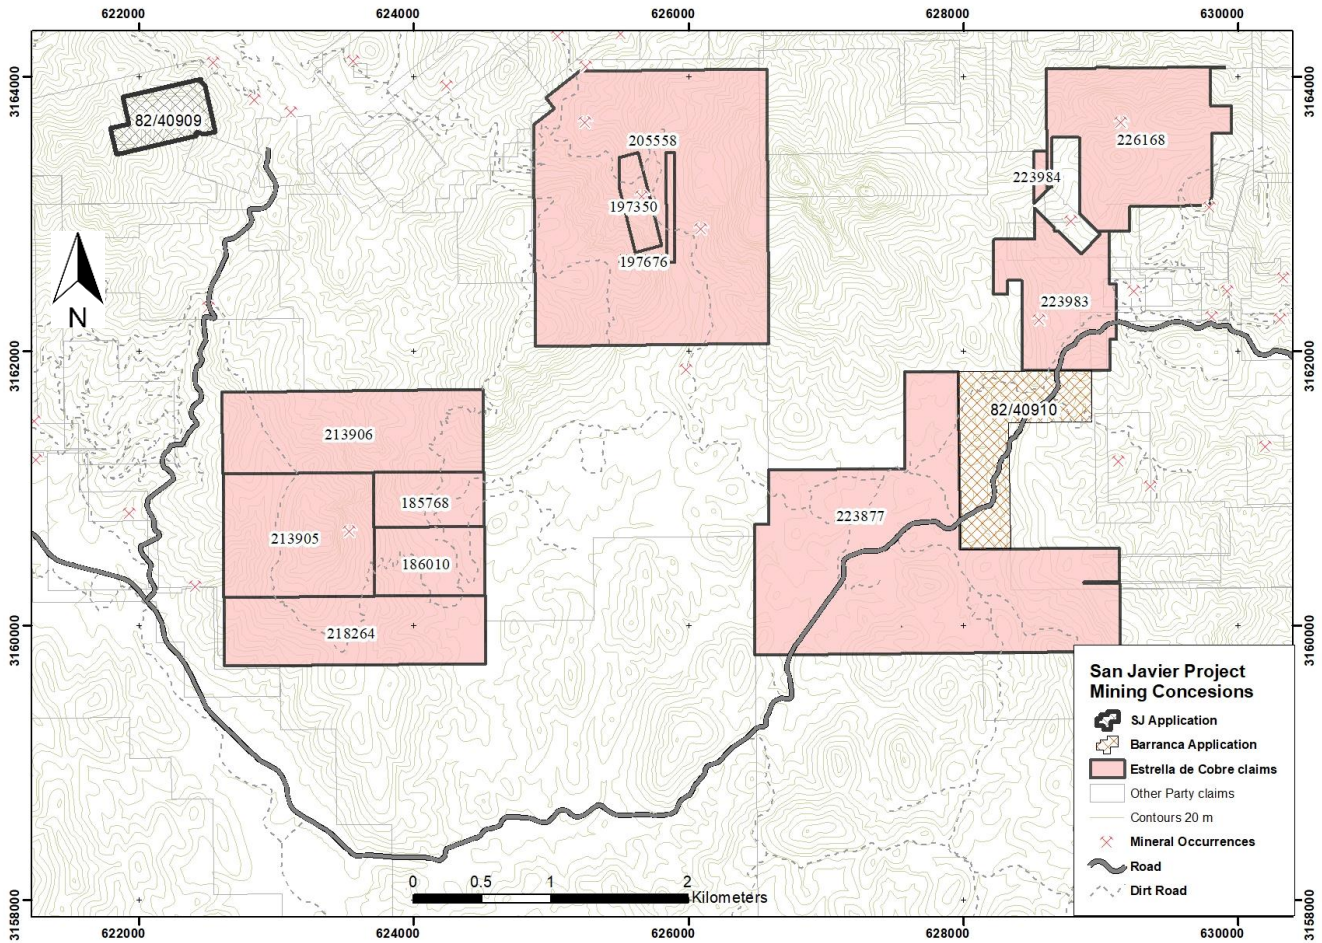 622000
624000
626000
628000
630000
3164000
3164000
82/40909
205558
226168
223984
197350
197676
N
223983
3162000
3162000
82/40910
213906
185768
223877
213905
186010
218264
3160000
3160000
San Javier Project
Mining Concesions
SJ Application
Barranca Application
Estrella de Cobre claims
Other Party claims
Contours 20 m
Mineral Occurrences
Road
Dirt Road
0 0.5 1 2
Kilometers
3158000
3158000
622000
624000
626000
628000
630000